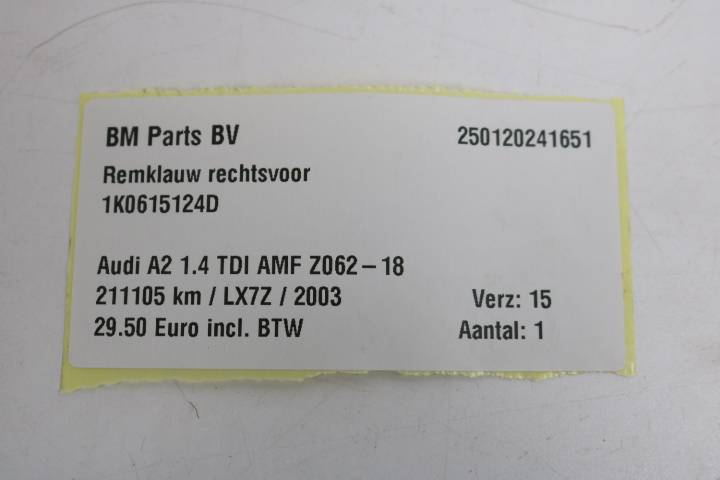 BM Parts BV 250120241651
Remklauw rechtsvoor
1K0615124D
Audi A2 1.4 TDI AMF Z062-18
211105 km / LX7Z / 2003 Verz: 15
29.50 Euro incl. BTW Aantal: 1